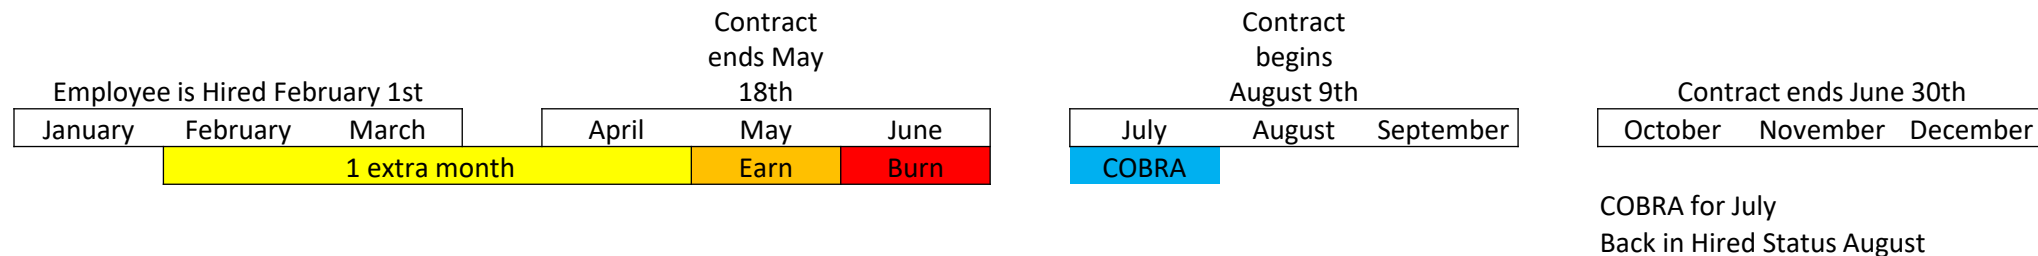 Contract
ends May
18th
Contract
begins
August 9th
Employee is Hired February 1st
Contract ends June 30th
January February March April May June July August September October November December
1 extra month Earn Burn COBRA
COBRA for July
Back in Hired Status August